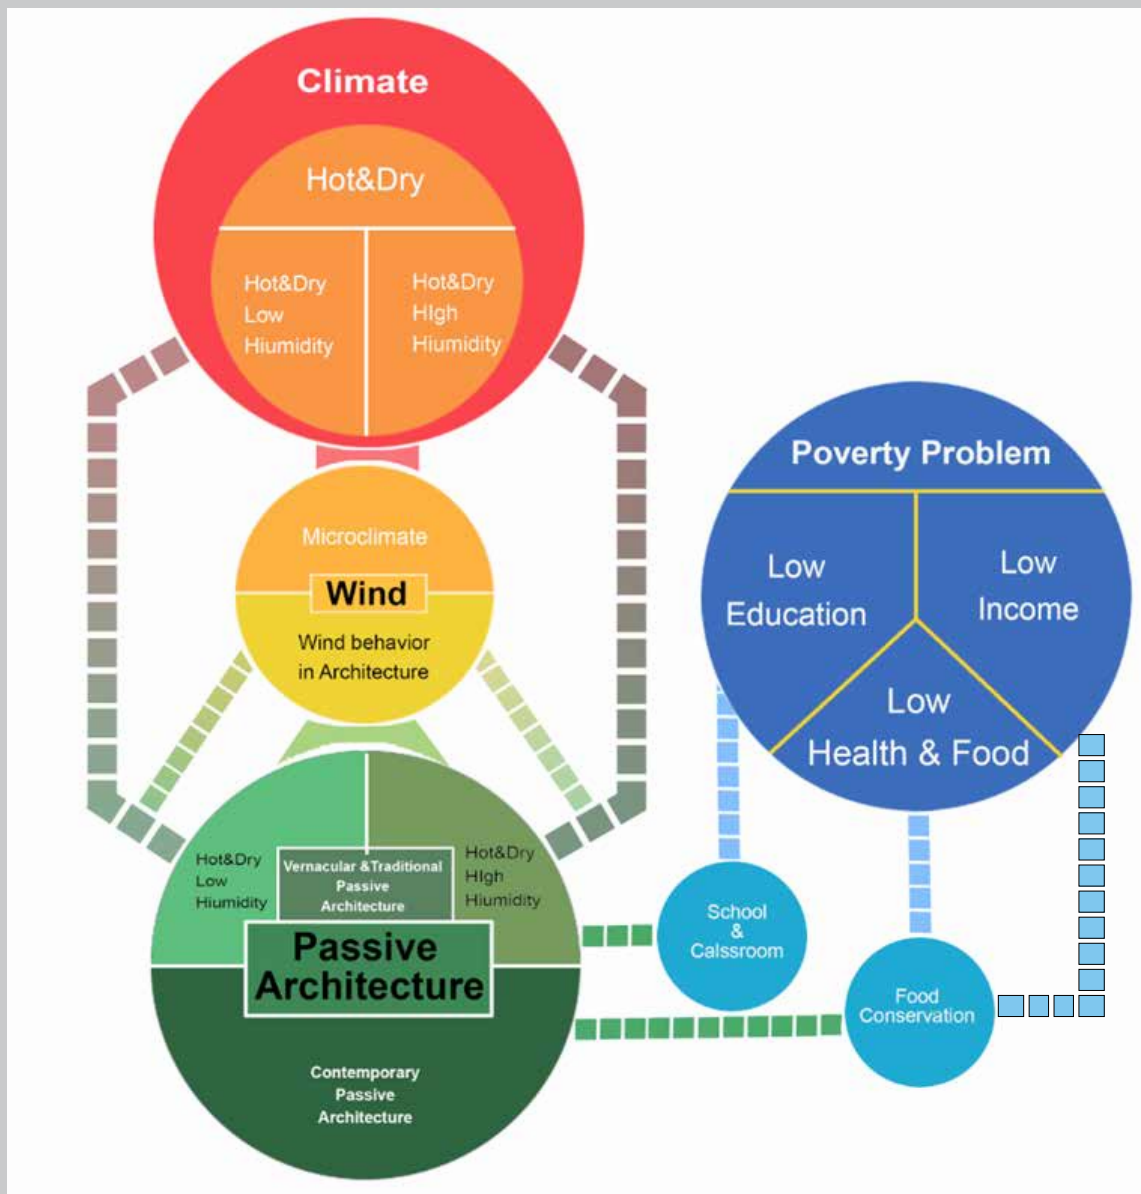 Climate
Hot&Dry
Hot&Dry
Low
Hiumidity
Hot&Dry
HIgh
Hiumidity
Microclimate
Wind
Wind behavior
in Architecture
Poverty Problem
Low
Education
Low
Income
Low
Health & Food
Hot&Dry
Low
Hiumidity
Vernacular &Traditional
Passive
Architecture
Hot&Dry
HIgh
Hiumidity
Passive
Architecture
Contemporary
Passive
Architecture
School
&
Calssroom
Food
Conservation